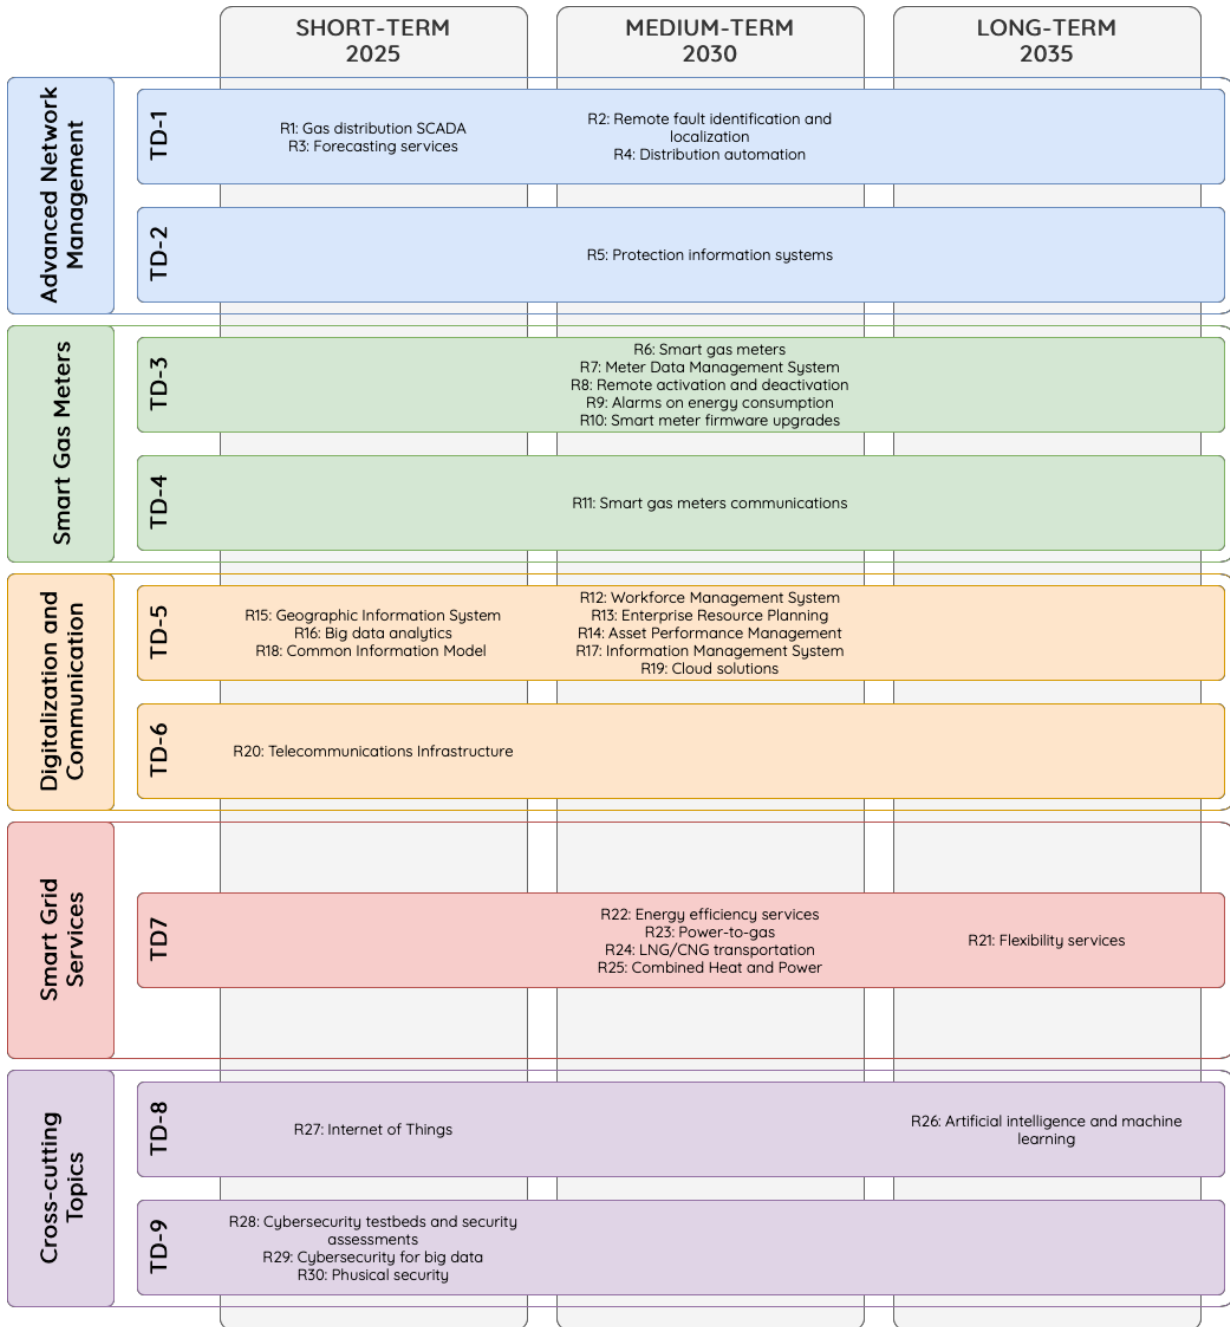 SHORT-TERM
2025
MEDIUM-TERM
2030
LONG-TERM
2035
Advanced Network
Management
TD-1
R1: Gas distribution SCADA
R3: Forecasting services
R2: Remote fault identification and
localization
R4: Distribution automation
TD-2
R5: Protection information systems
Smart Gas Meters
TD-3
R6: Smart gas meters
R7: Meter Data Management System
R8: Remote activation and deactivation
R9: Alarms on energy consumption
R10: Smart meter firmware upgrades
TD-4
R11: Smart gas meters communications
Digitalization and
Communication
TD-5
R15: Geographic Information System
R16: Big data analytics
R18: Common Information Model
R12: Workforce Management System
R13: Enterprise Resource Planning
R14: Asset Performance Management
R17: Information Management System
R19: Cloud solutions
TD-6
R20: Telecommunications Infrastructure
Smart Grid
Services
TD7
R22: Energy efficiency services
R23: Power-to-gas
R24: LNG/CNG transportation
R25: Combined Heat and Power
R21: Flexibility services
Cross-cutting
Topics
TD-8
R27: Internet of Things
R26: Artificial intelligence and machine
learning
TD-9
R28: Cybersecurity testbeds and security
assessments
R29: Cybersecurity for big data
R30: Physical security